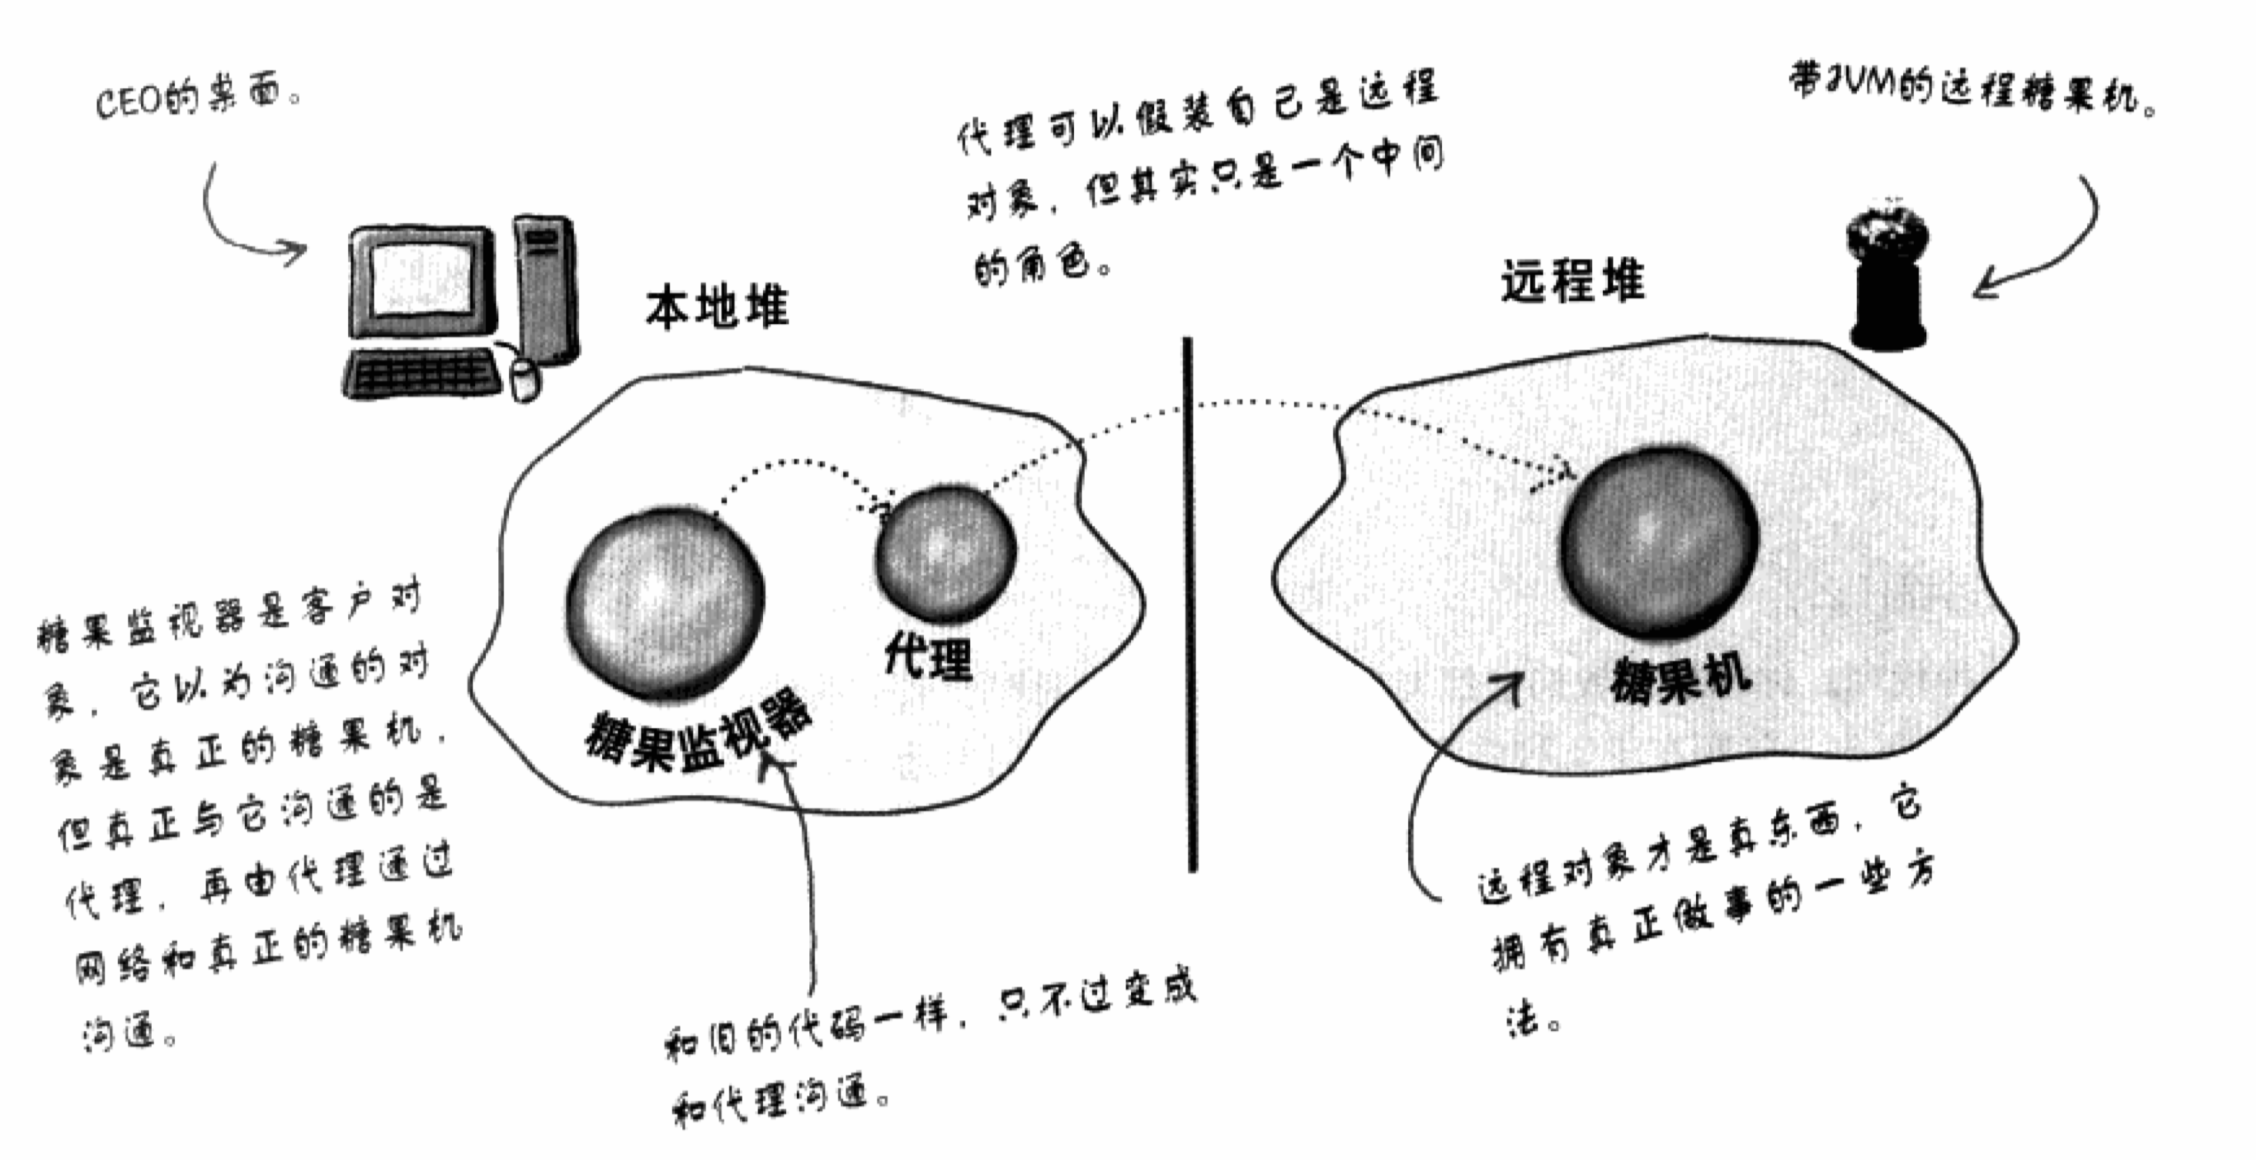 CEO的桌面。
代理可以假装自己是远程
对象，但其实只是一个中间
的角色。
带JVM的远程糖果机。
本地堆
远程堆
代理
糖果监视器
糖果机
糖果监视器是客户对
象，它以为沟通的对
象是真正的糖果机，
但真正与它沟通的是
代理，再由代理通过
网络和真正的糖果机
沟通。
和旧的代码一样，只不过变成
和代理沟通。
远程对象才是真东西，它
拥有真正做事的一些方
法。